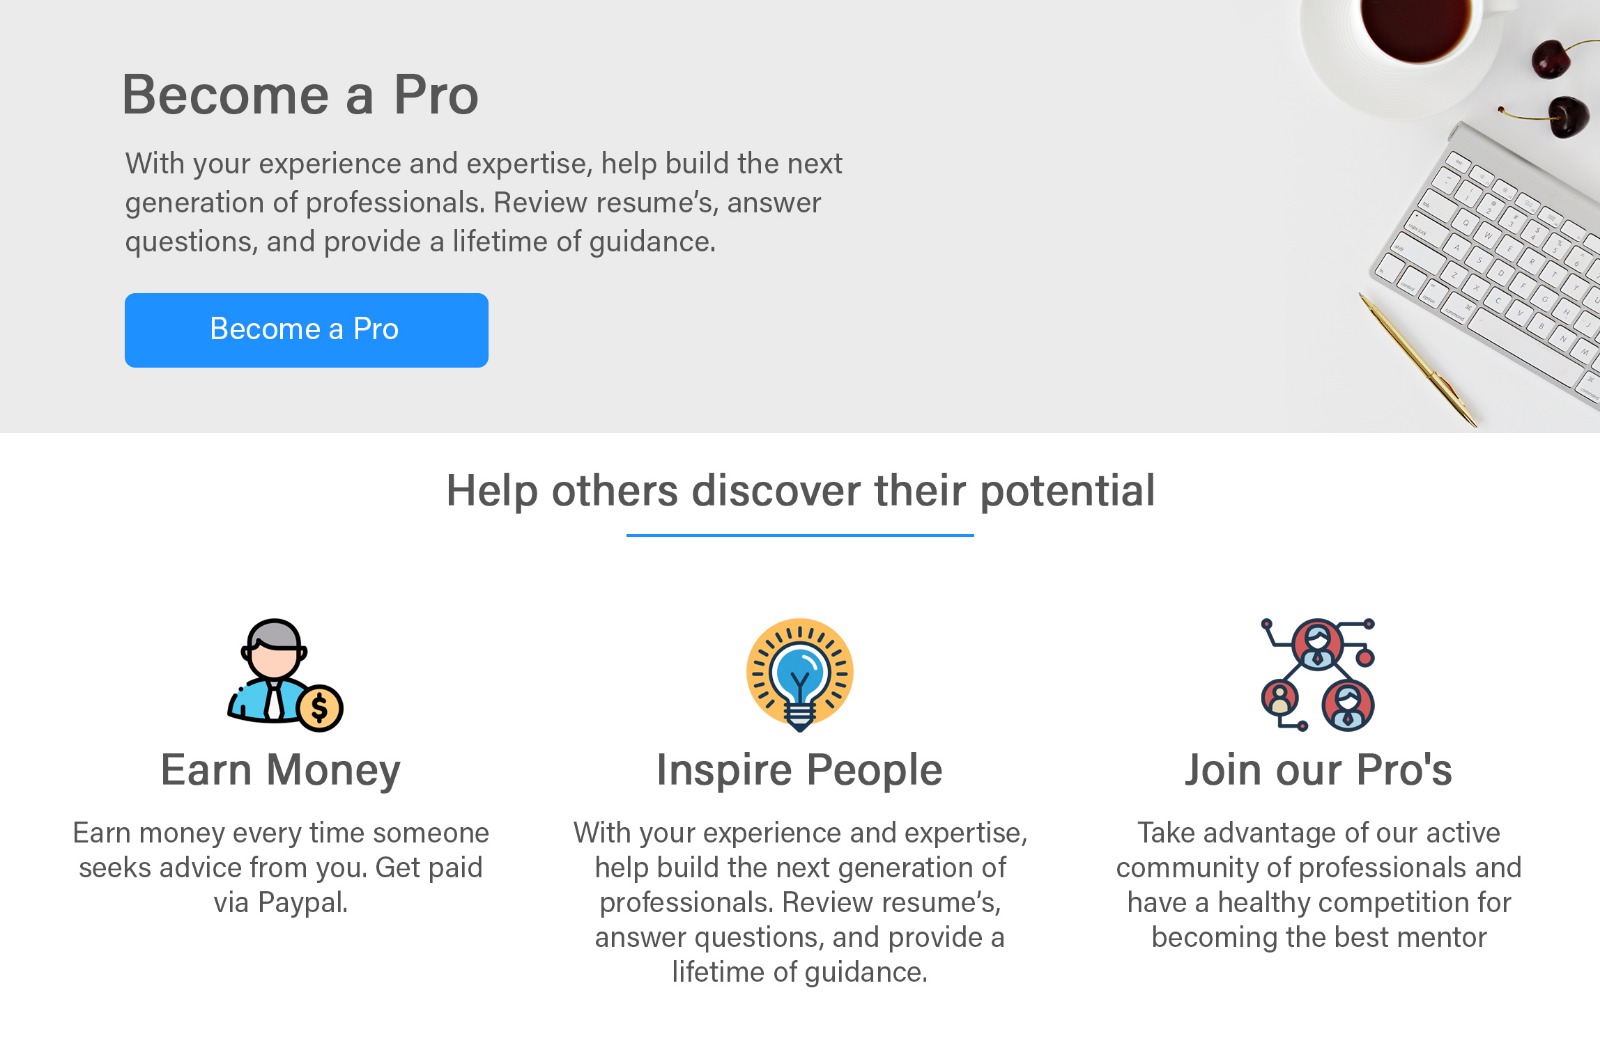 Become a Pro
With your experience and expertise, help build the next
generation of professionals. Review resume’s, answer
questions, and provide a lifetime of guidance.
Become a Pro
Help others discover their potential
$
Earn Money
Earn money every time someone
seeks advice from you. Get paid
via Paypal.
Inspire People
With your experience and expertise,
help build the next generation of
professionals. Review resume’s,
answer questions, and provide a
lifetime of guidance.
Join our Pro's
Take advantage of our active
community of professionals and
have a healthy competition for
becoming the best mentor